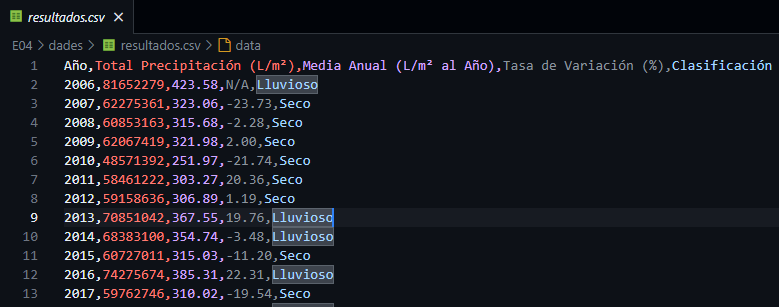 resultados.csv
E04 > dades > resultados.csv > data
1 Año,Total Precipitación (L/m²),Media Anual (L/m² al Año),Tasa de Variación (%),Clasificación
2 2006,81652279,423.58,N/A,Lluvioso
3 2007,62275361,323.06,-23.73,Seco
4 2008,60853163,315.68,-2.28,Seco
5 2009,62067419,321.98,2.00,Seco
6 2010,48571392,251.97,-21.74,Seco
7 2011,58461222,303.27,20.36,Seco
8 2012,59158636,306.89,1.19,Seco
9 2013,70851042,367.55,19.76,Lluvioso
10 2014,68383100,354.74,-3.48,Lluvioso
11 2015,60727011,315.03,-11.20,Seco
12 2016,74275674,385.31,22.31,Lluvioso
13 2017,59762746,310.02,-19.54,Seco